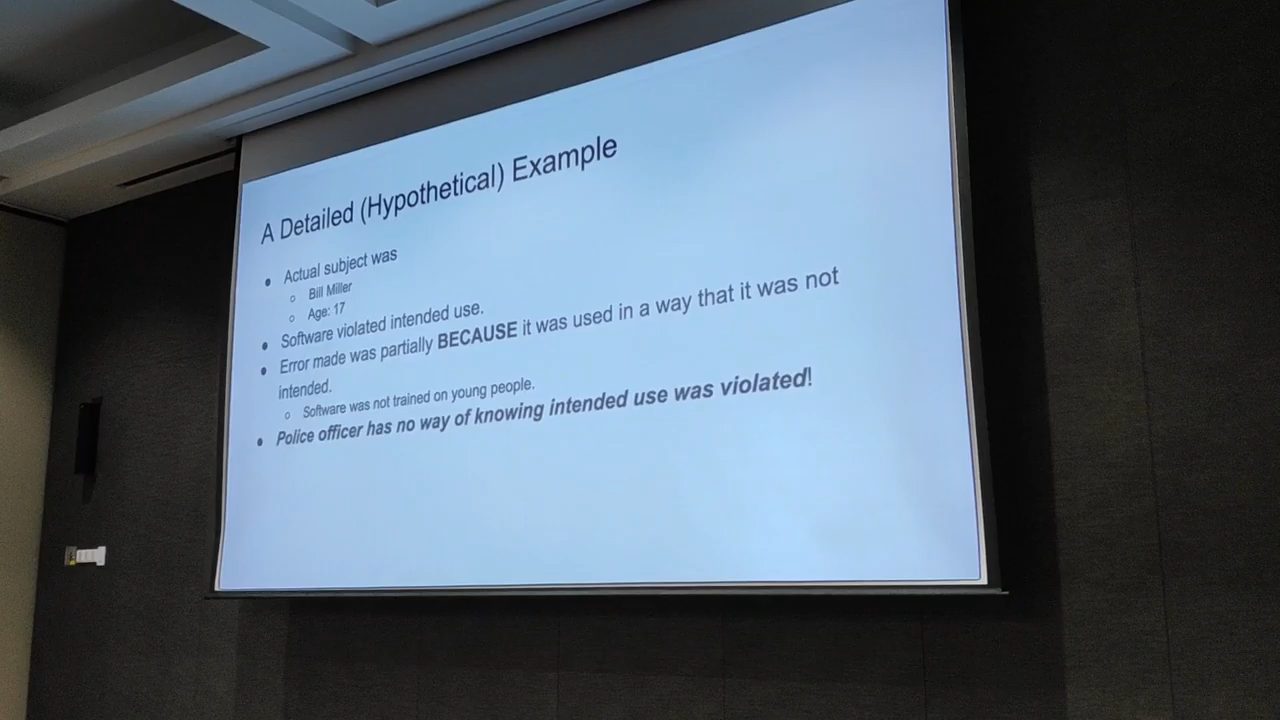 A Detailed (Hypothetical) Example
Actual subject was
Bill Miller
Age: 17
Software violated intended use.
Error made was partially BECAUSE it was used in a way that it was not
intended.
Software was not trained on young people.
Police officer has no way of knowing intended use was violated!